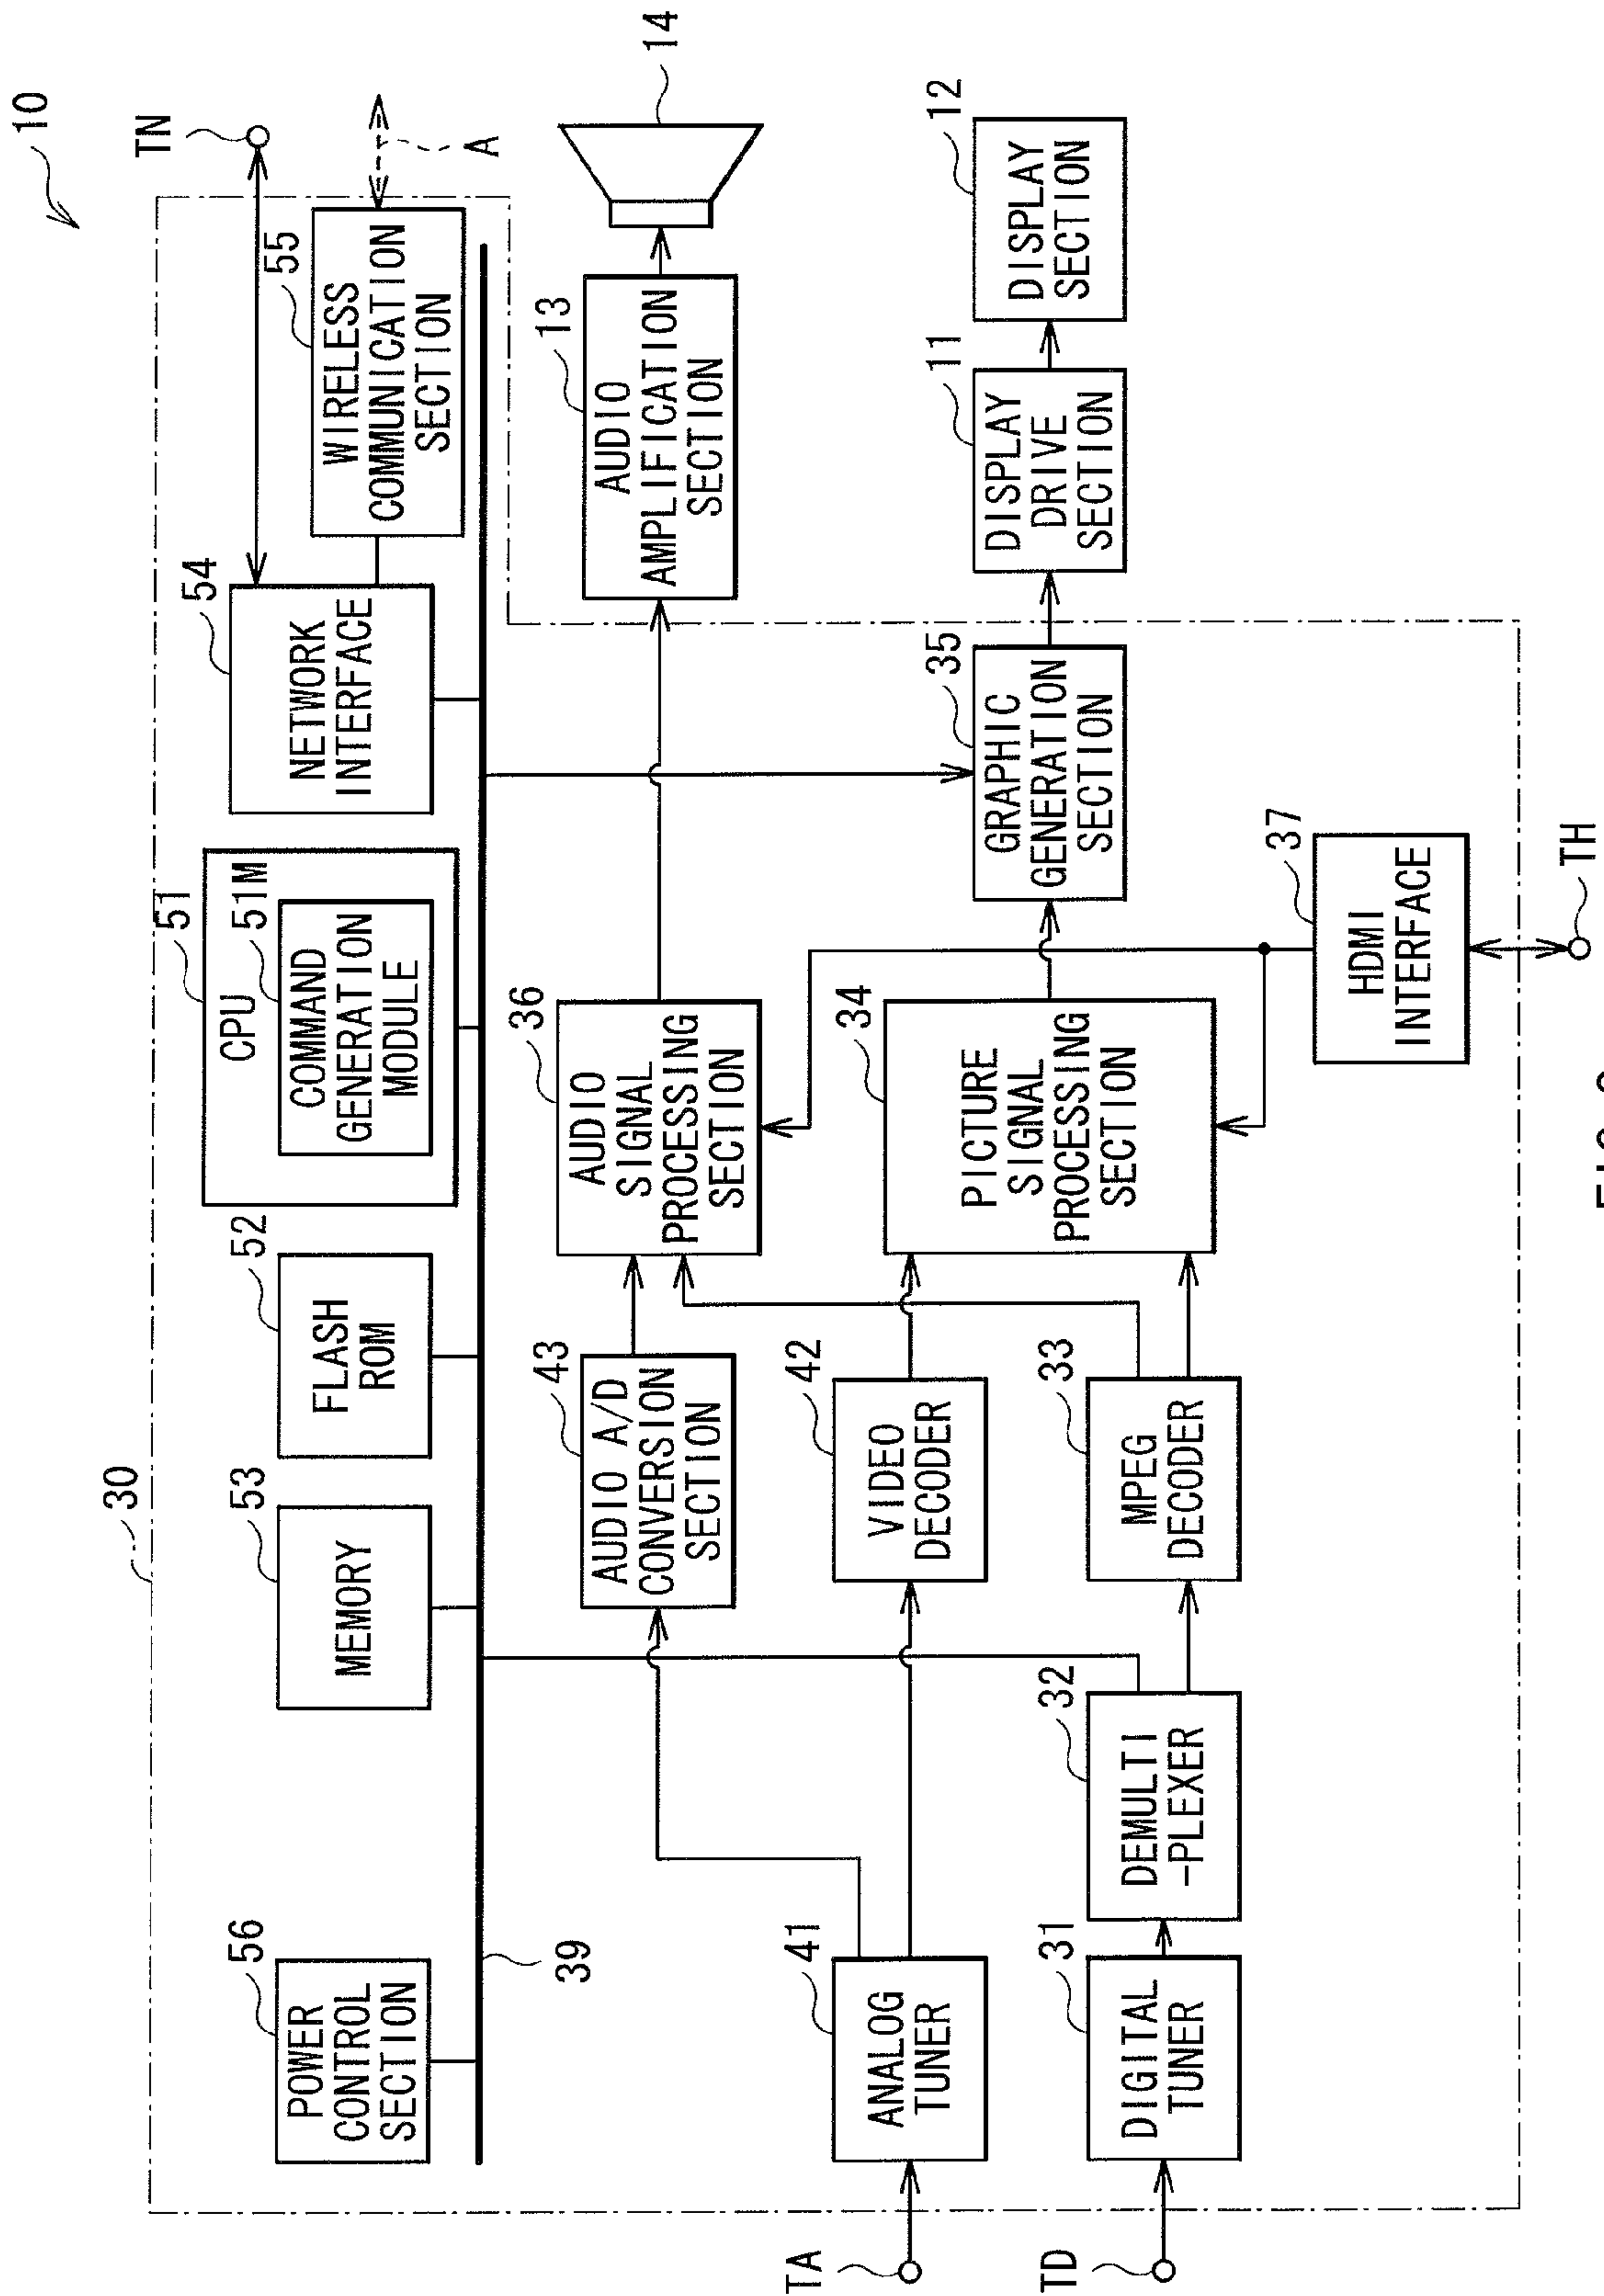 10
30
TN
A
56
POWER
CONTROL
SECTION
53
MEMORY
52
FLASH
ROM
51
CPU
51M
COMMAND
GENERATION
MODULE
54
NETWORK
INTERFACE
55
WIRELESS
COMMUNICATION
SECTION
39
43
AUDIO A/D
CONVERSION
SECTION
36
AUDIO
SIGNAL
PROCESSING
SECTION
13
AUDIO
AMPLIFICATION
SECTION
14
TA
41
ANALOG
TUNER
42
VIDEO
DECODER
34
PICTURE
SIGNAL
PROCESSING
SECTION
35
GRAPHIC
GENERATION
SECTION
11
DISPLAY
DRIVE
SECTION
12
DISPLAY
SECTION
TD
31
DIGITAL
TUNER
32
DEMULTI
-PLEXER
33
MPEG
DECODER
37
HDMI
INTERFACE
TH